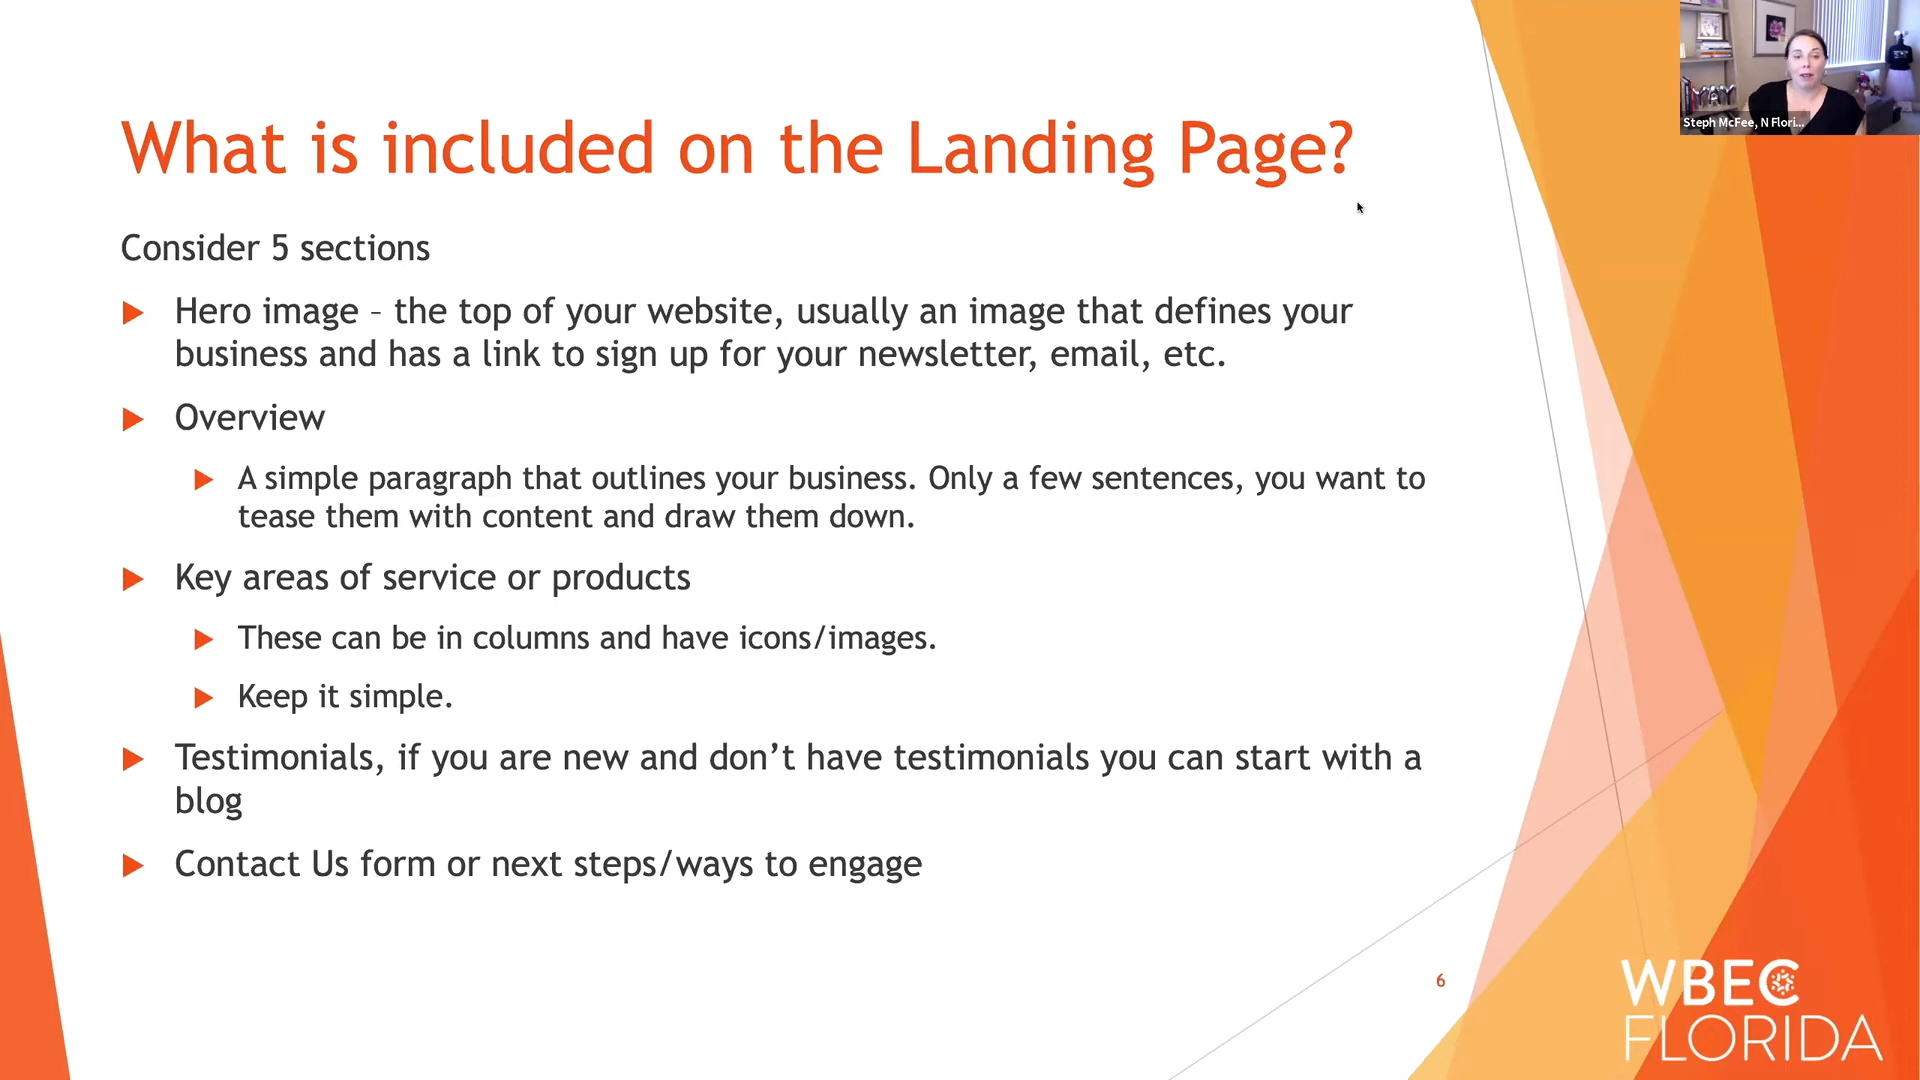 What is included on the Landing Page?
Consider 5 sections
Hero image – the top of your website, usually an image that defines your
business and has a link to sign up for your newsletter, email, etc.
Overview
A simple paragraph that outlines your business. Only a few sentences, you want to
tease them with content and draw them down.
Key areas of service or products
These can be in columns and have icons/images.
Keep it simple.
Testimonials, if you are new and don’t have testimonials you can start with a
blog
Contact Us form or next steps/ways to engage
6
WBEC
FLORIDA
Steph McFee, N Flori...